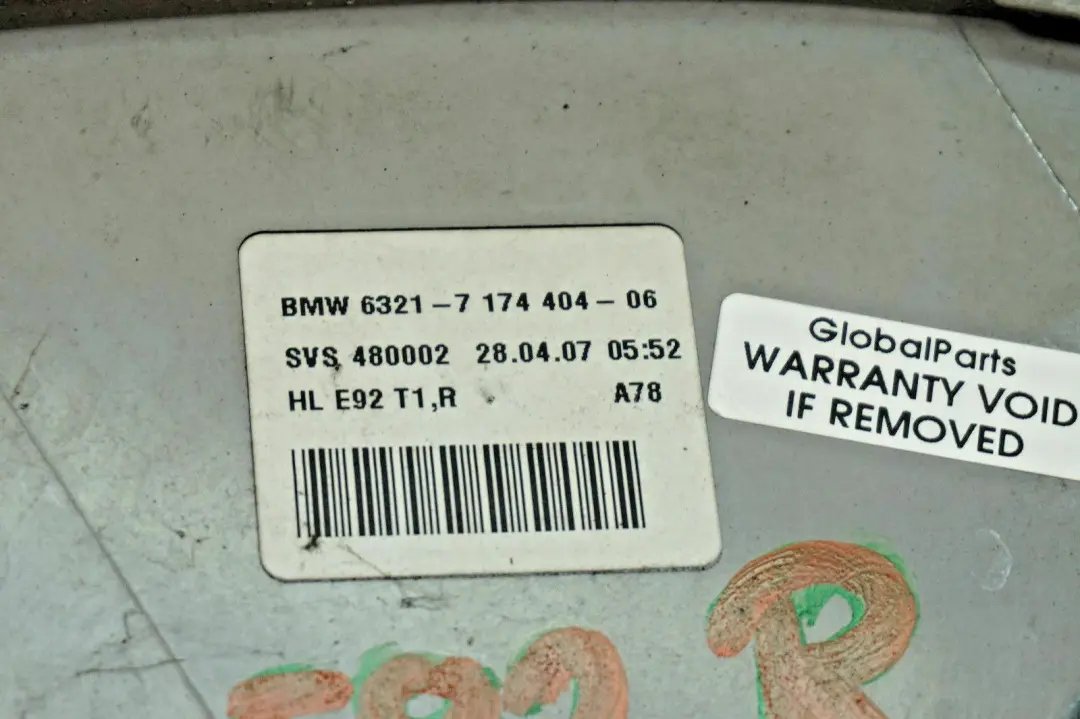 BMW 6321 –7 174 404 – 06
SVS 480002 28.04.07 05:52
HL E92 T1,R A78
GlobalParts
WARRANTY VOID
IF REMOVED
R